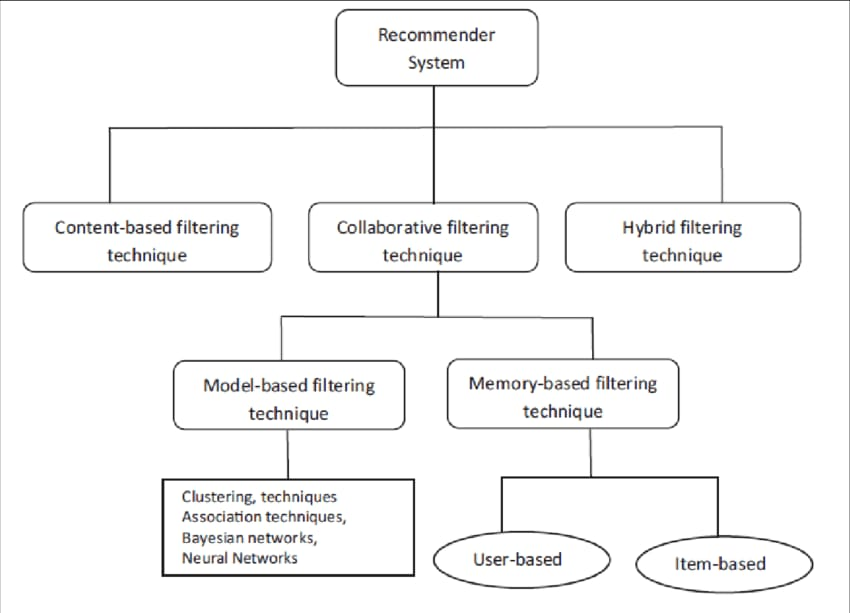 Recommender
System
Content-based filtering
technique
Collaborative filtering
technique
Hybrid filtering
technique
Model-based filtering
technique
Memory-based filtering
technique
Clustering, techniques
Association techniques,
Bayesian networks,
Neural Networks
User-based
Item-based